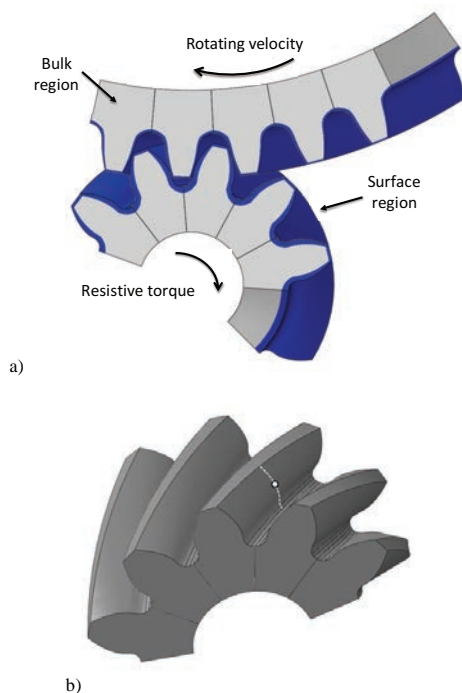 Rotating velocity
Bulk
region
Surface
region
Resistive torque
a)
b)